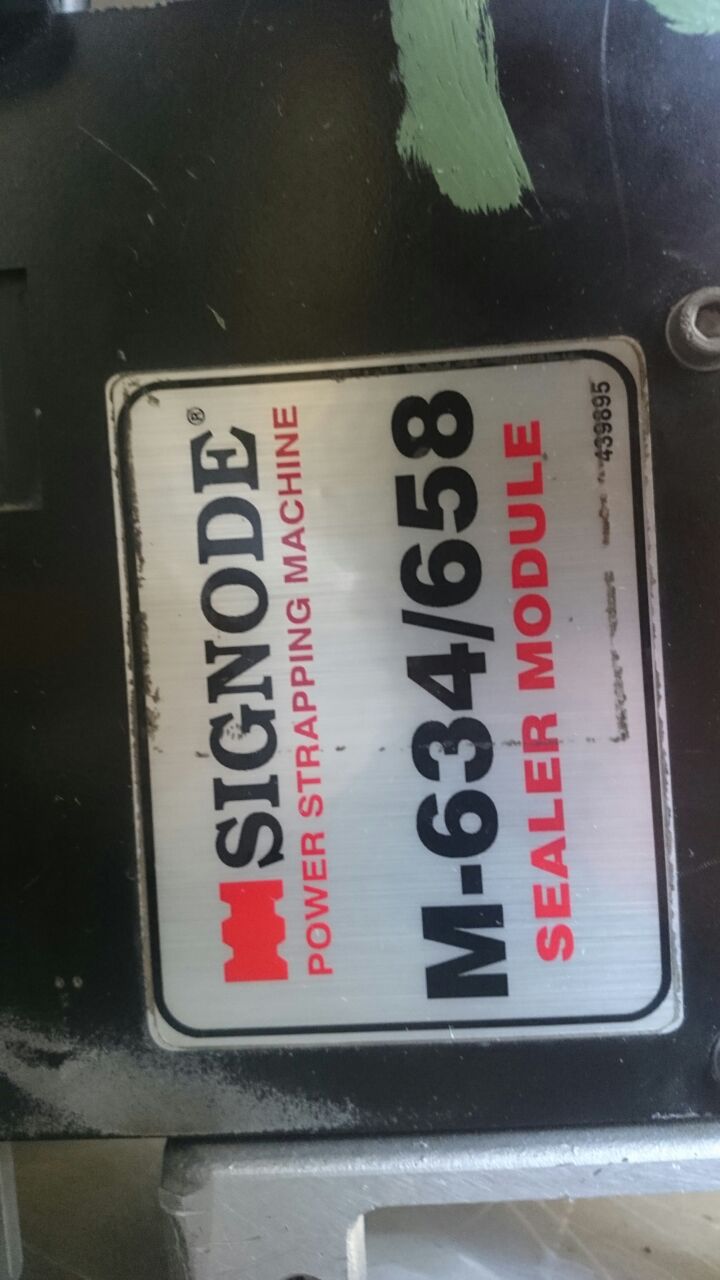 SIGNODE®
POWER STRAPPING MACHINE
M-634/658
SEALER MODULE
439895